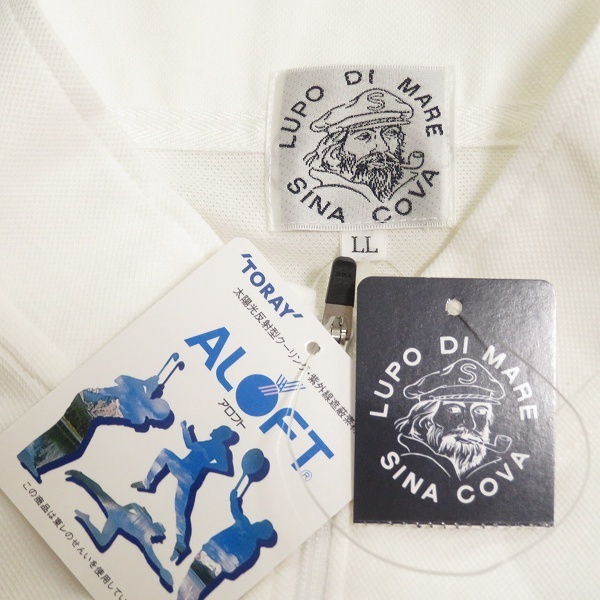 LUPO DI MARE
S
SINA COVA
LL
'TORAY'
太陽光反射型クーリング・紫外線遮蔽素
ALOFT®
アロフト
この商品は東レのせんいを使用してい
LUPO DI MARE
S
SINA COVA